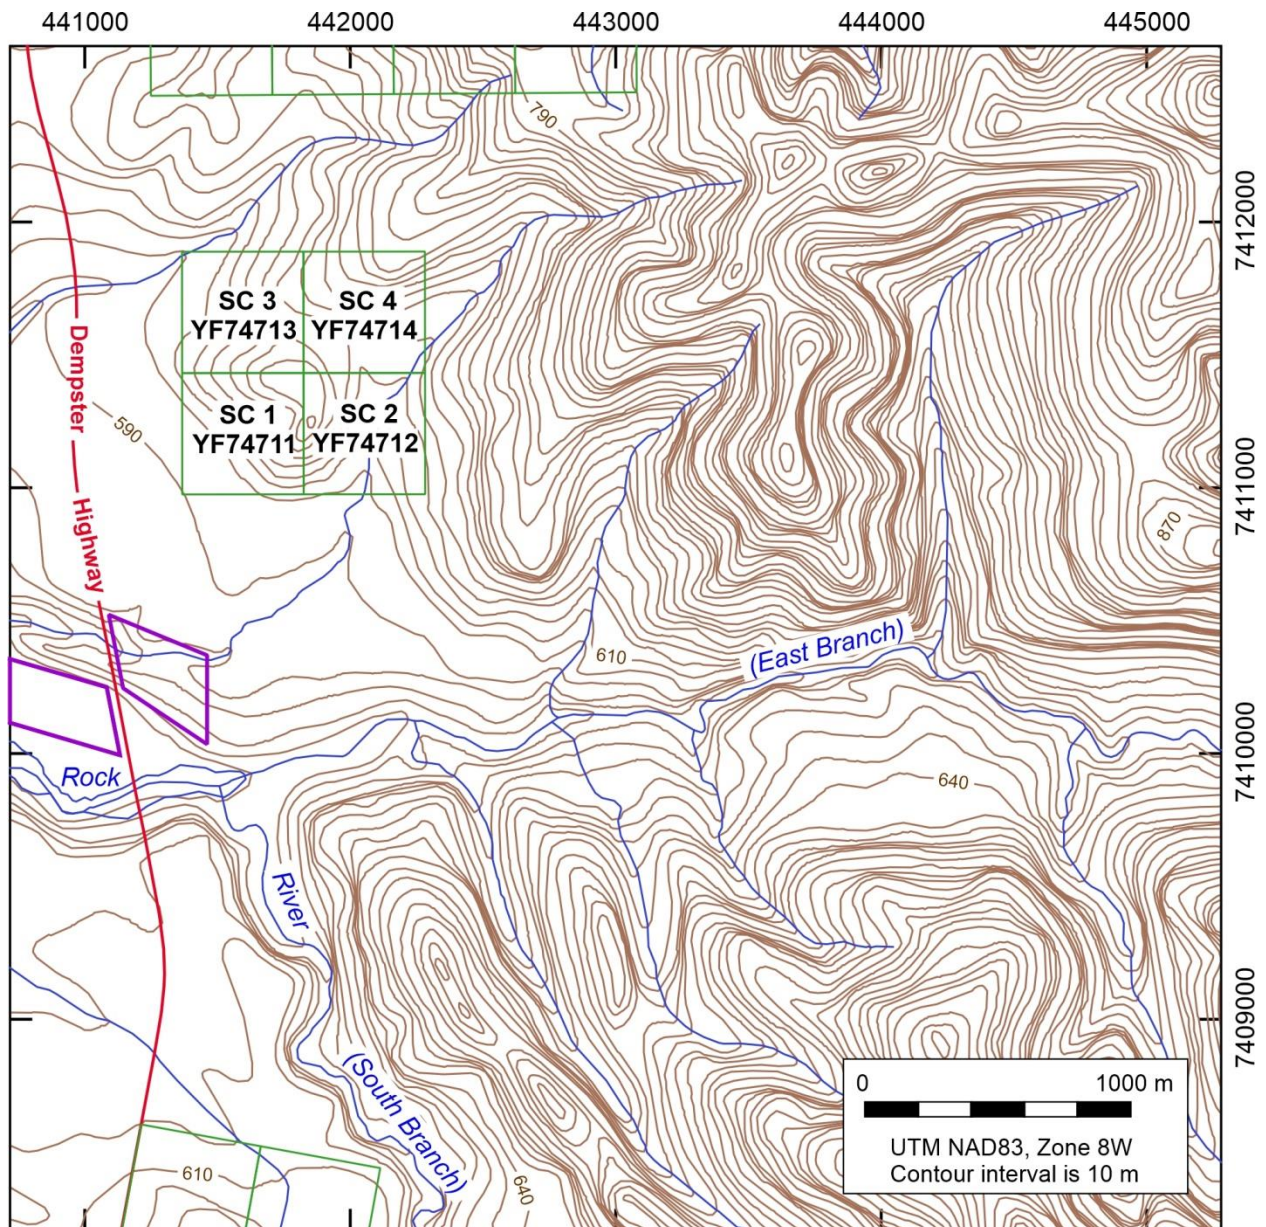 441000 442000 443000 444000 445000
790
7412000
SC 3
YF74713
SC 4
YF74714
Dempster Highway
590
SC 1
YF74711
SC 2
YF74712
7411000
870
610
(East Branch)
7410000
Rock
640
River
7409000
(South Branch)
0 1000 m
UTM NAD83, Zone 8W
Contour interval is 10 m
610
640